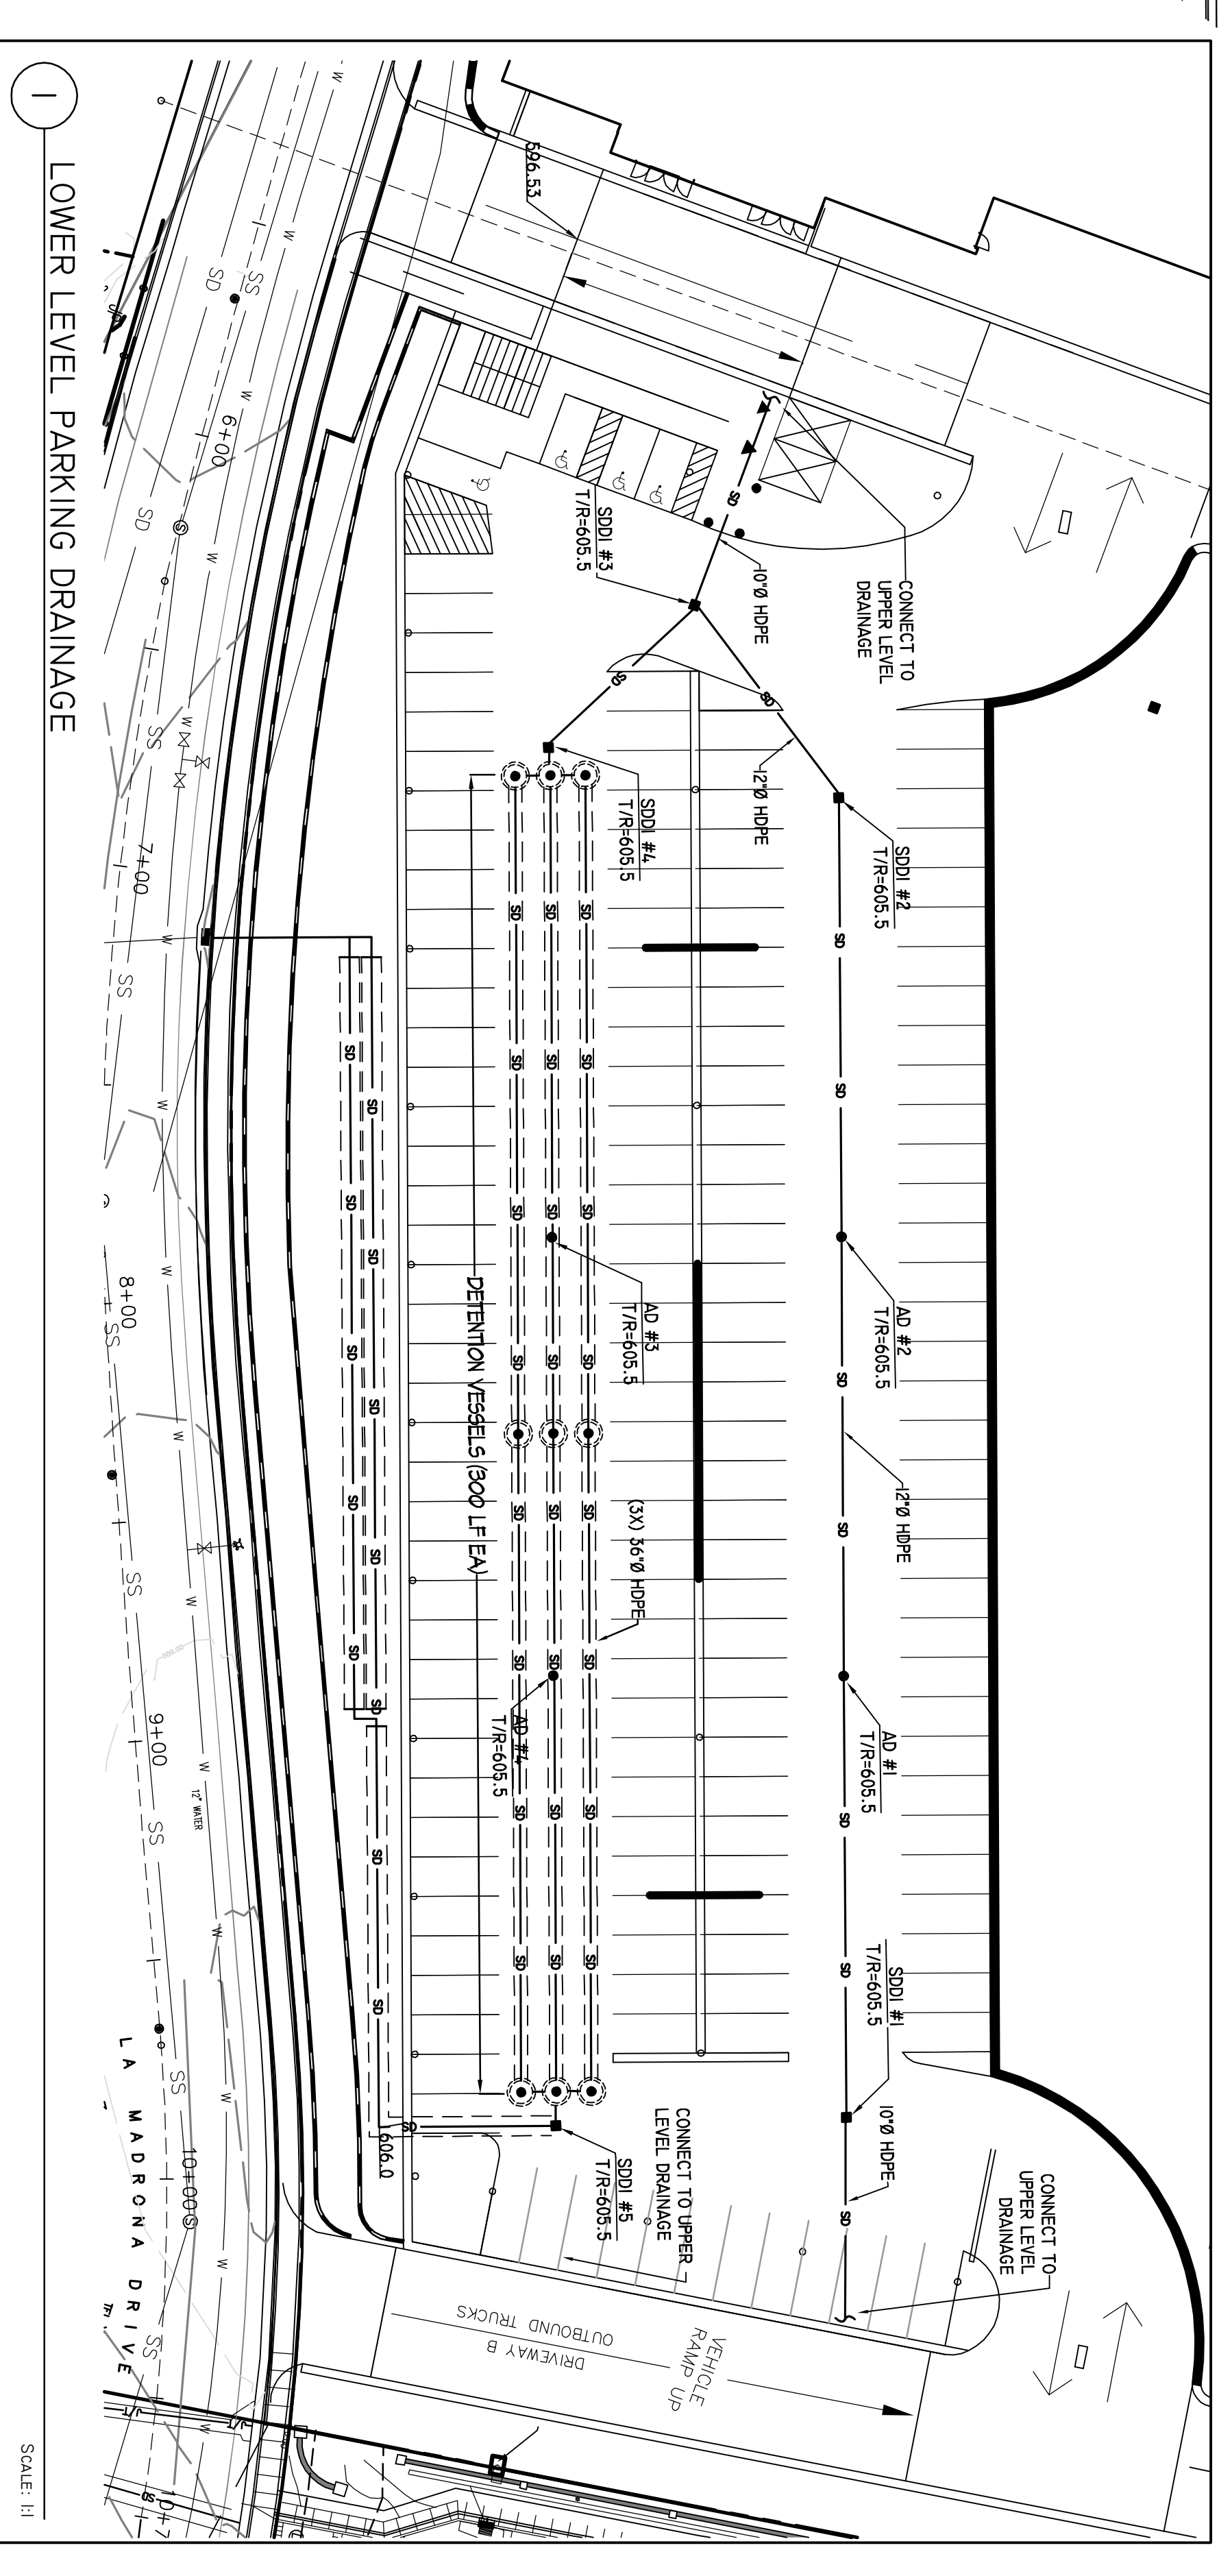 596.53
CONNECT TO
UPPER LEVEL
DRAINAGE
10"Ø HDPE
SDDI #3
T/R=605.5
12"Ø HDPE
SDDI #4
T/R=605.5
SDDI #2
T/R=605.5
AD #2
T/R=605.5
AD #3
T/R=605.5
12"Ø HDPE
(3X) 36"Ø HDPE
DETENTION VESSELS (300 LF EA)
AD #1
T/R=605.5
AD #4
T/R=605.5
SDDI #1
T/R=605.5
10"Ø HDPE
CONNECT TO
UPPER LEVEL
DRAINAGE
CONNECT TO UPPER
LEVEL DRAINAGE
SDDI #5
T/R=605.5
606.0
VEHICLE
RAMP UP
DRIVEWAY B
OUTBOUND TRUCKS
SD
SS
W
6+00
7+00
8+00
9+00
10+00
12" WATER
LA MADRONA DRIVE
1
LOWER LEVEL PARKING DRAINAGE
SCALE: 1:1